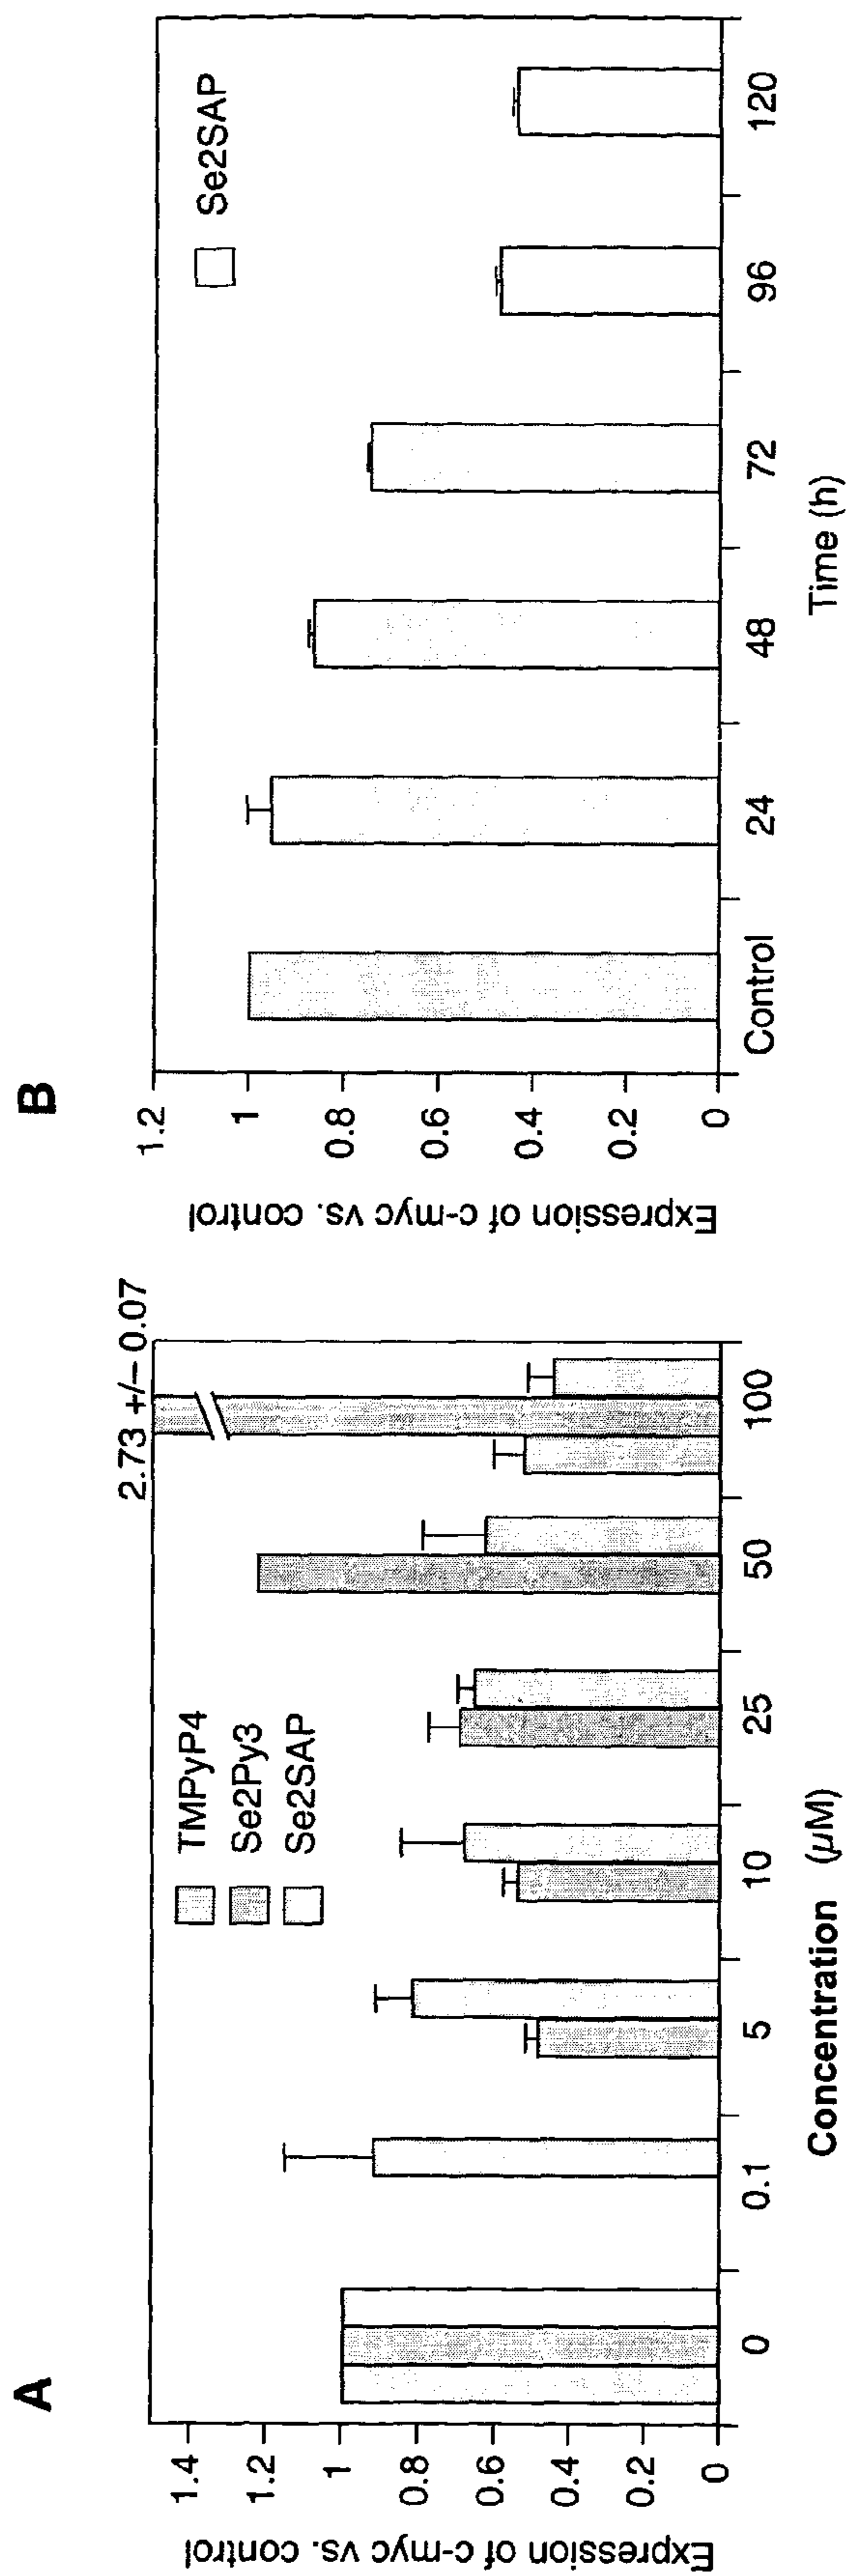 A
Expression of c-myc vs. control
1.4
1.2
1
0.8
0.6
0.4
0.2
0
TMPyP4
Se2Py3
Se2SAP
2.73 +/– 0.07
0 0.1 5 10 25 50 100
Concentration (µM)
B
Expression of c-myc vs. control
1.2
1
0.8
0.6
0.4
0.2
0
Se2SAP
Control 24 48 72 96 120
Time (h)